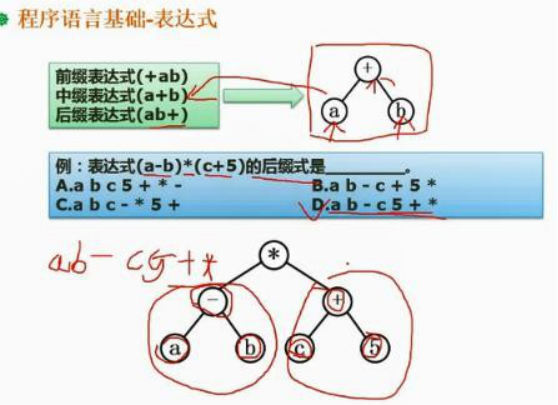 程序语言基础-表达式
前缀表达式(+ab)
中缀表达式(a+b)
后缀表达式(ab+)
+
a b
例：表达式(a-b)*(c+5)的后缀式是________。
A.a b c 5 + * -
B.a b - c + 5 *
C.a b c - * 5 +
D.a b - c 5 + *
ab- c5+*
*
- +
a b c 5